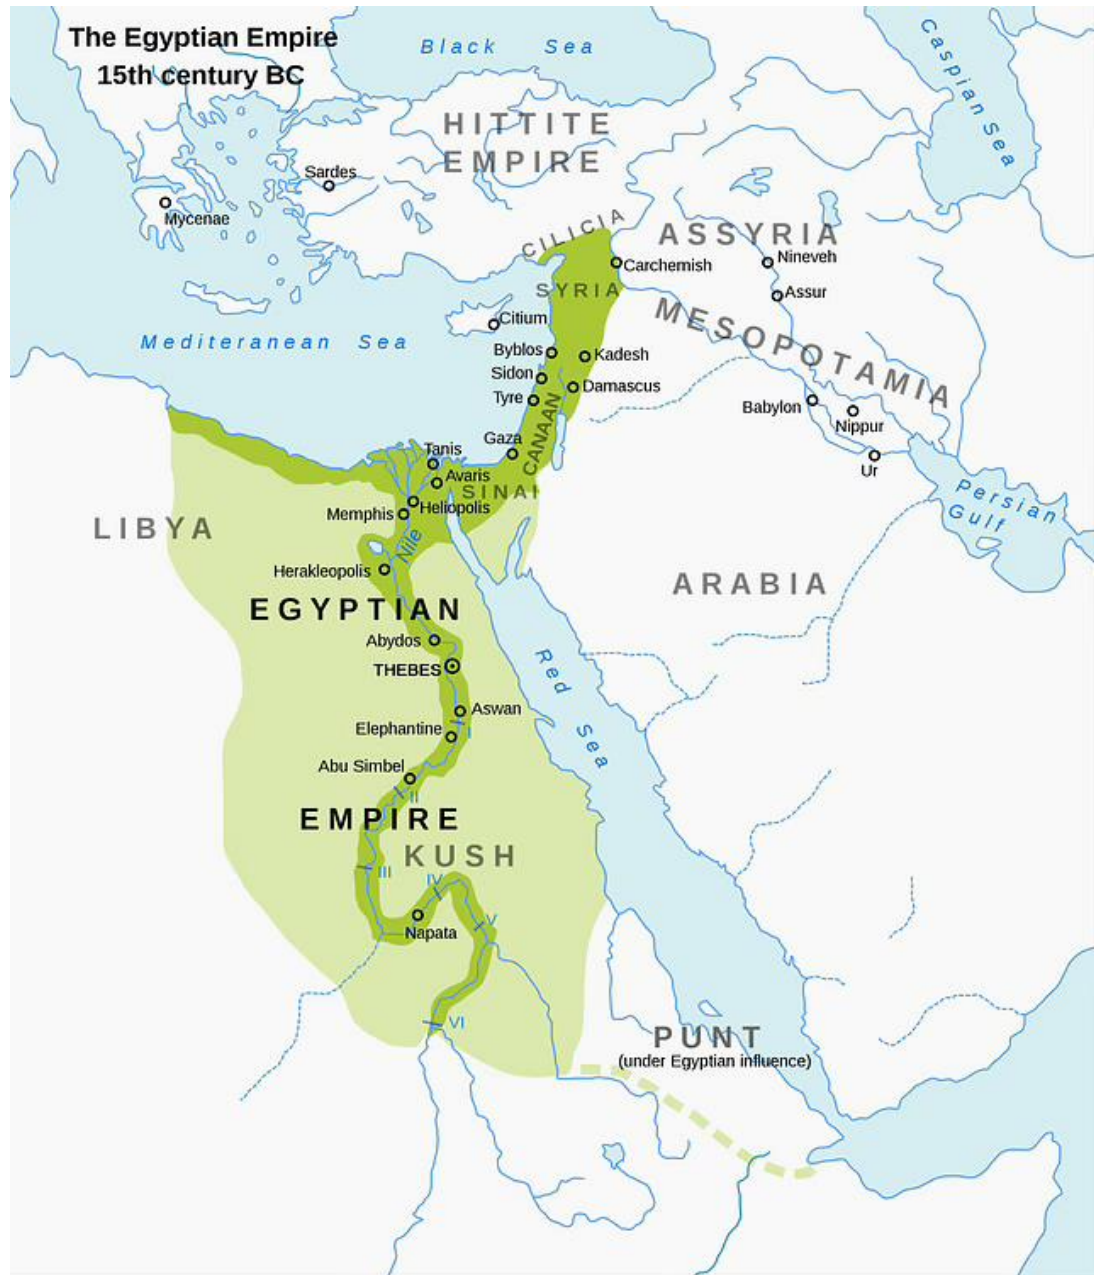 The Egyptian Empire
15th century BC
Black Sea
Caspian Sea
HITTITE
EMPIRE
Sardes
Mycenae
CILICIA
ASSYRIA
Nineveh
Carchemish
SYRIA
Assur
MESOPOTAMIA
Citium
Mediteranean Sea
Byblos
Kadesh
Sidon
Damascus
Tyre
CANAAN
Babylon
Nippur
Gaza
Tanis
Ur
Avaris
SINAI
Persian
Gulf
Heliopolis
Memphis
LIBYA
Nile
Herakleopolis
ARABIA
EGYPTIAN
Abydos
THEBES
Red Sea
Aswan
Elephantine
I
Abu Simbel
II
EMPIRE
KUSH
III
IV
V
Napata
VI
PUNT
(under Egyptian influence)